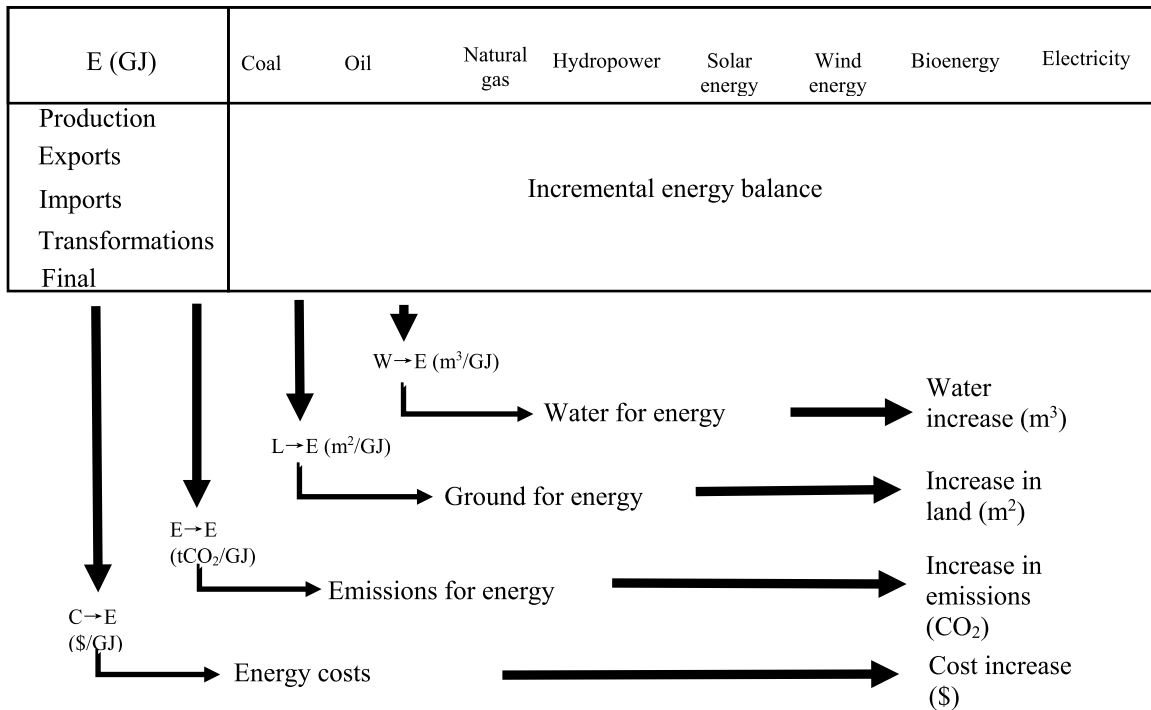 E (GJ)
Coal
Oil
Natural
gas
Hydropower
Solar
energy
Wind
energy
Bioenergy
Electricity
Production
Exports
Imports
Transformations
Final
Incremental energy balance
W→E (m³/GJ)
Water for energy
Water
increase (m³)
L→E (m²/GJ)
Ground for energy
Increase in
land (m²)
E→E
(tCO₂/GJ)
Emissions for energy
Increase in
emissions
(CO₂)
C→E
($/GJ)
Energy costs
Cost increase
($)